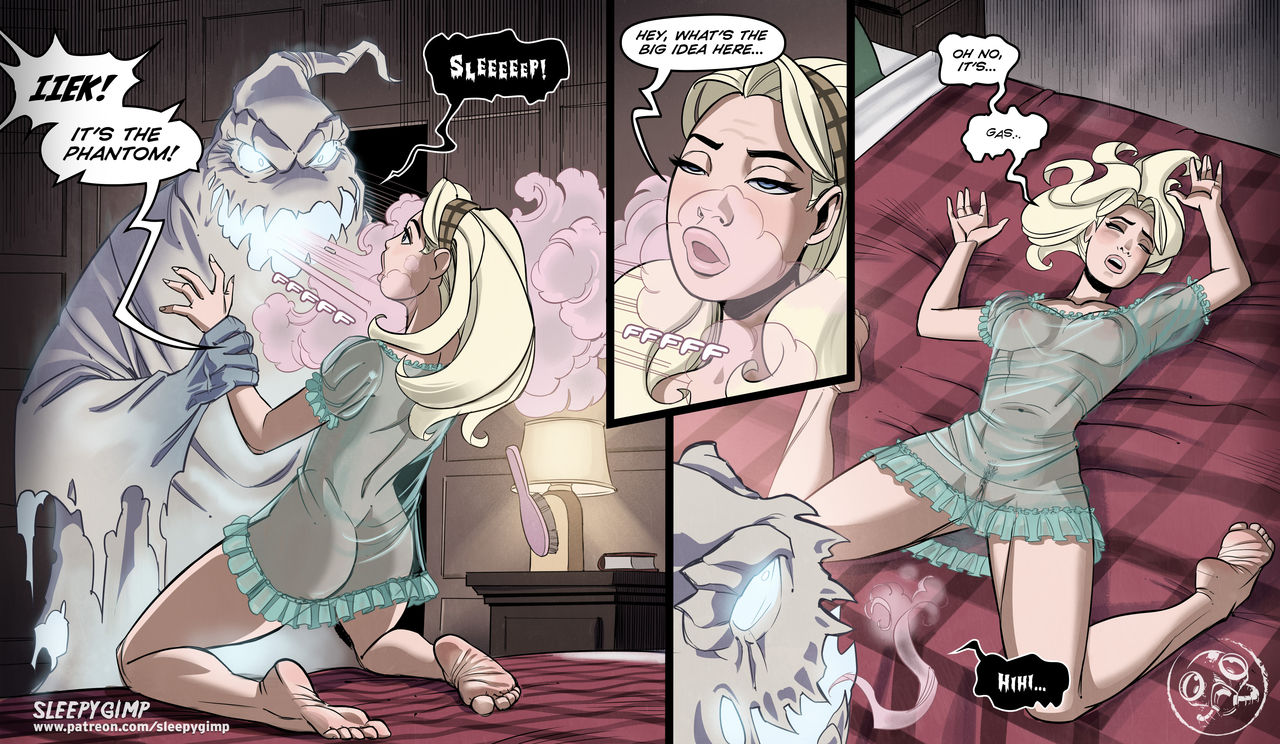 IIEK!
IT'S THE
PHANTOM!
SLEEEEEP!
FFFFF
HEY, WHAT'S THE
BIG IDEA HERE...
FFFFF
OH NO,
IT'S...
GAS...
HIHI...
SLEEPYGIMP
www.patreon.com/sleepygimp